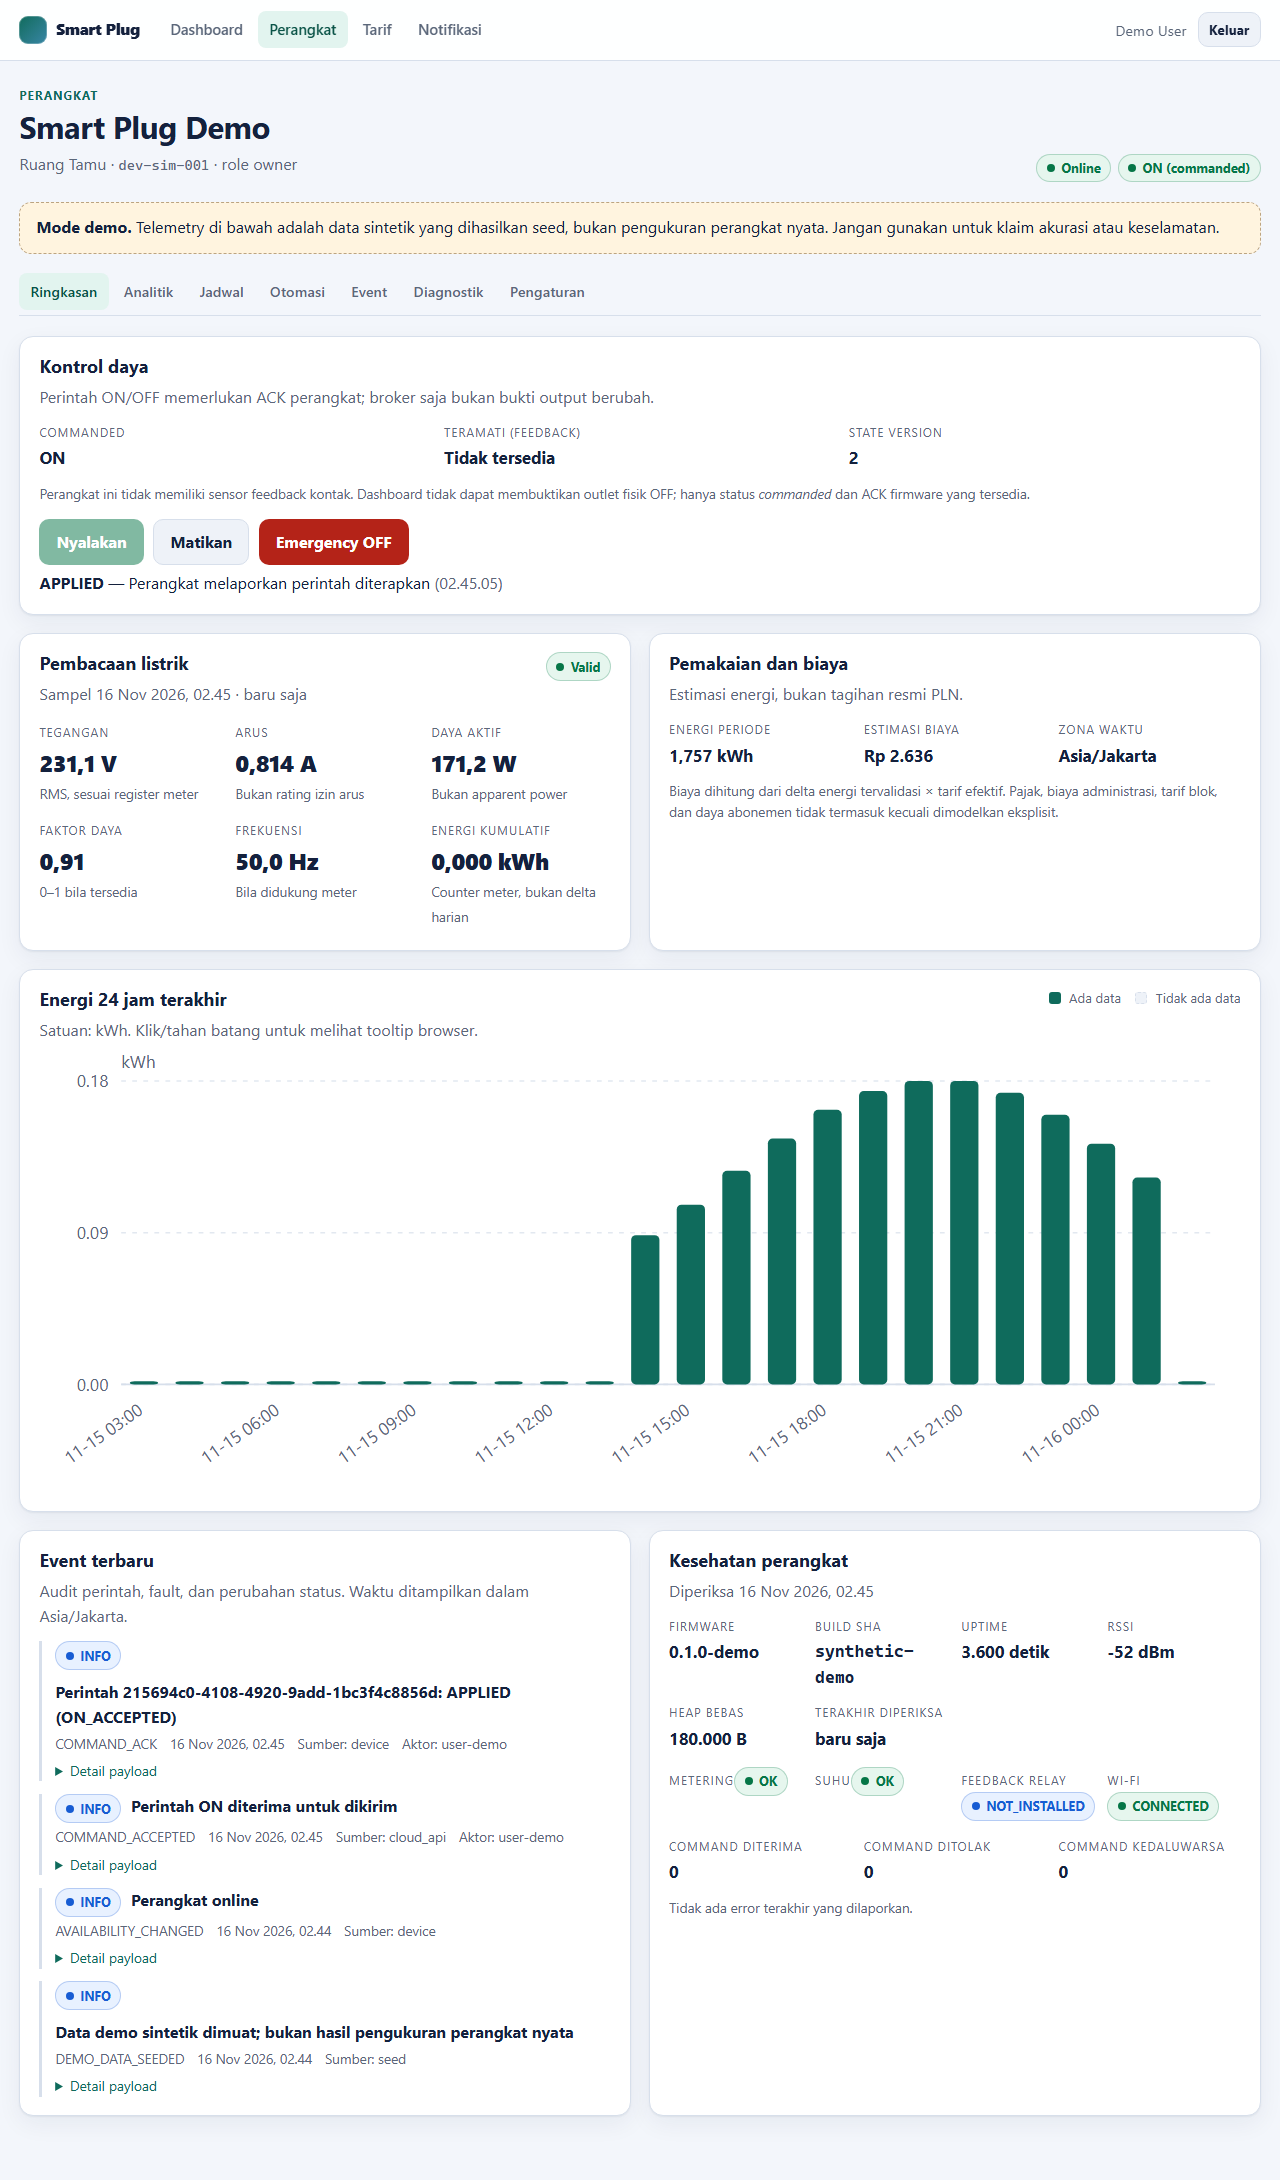 Smart Plug Dashboard Perangkat Tarif Notifikasi Demo User Keluar
PERANGKAT
Smart Plug Demo
Ruang Tamu · dev-sim-001 · role owner
Online ON (commanded)
Mode demo. Telemetry di bawah adalah data sintetik yang dihasilkan seed, bukan pengukuran perangkat nyata. Jangan gunakan untuk klaim akurasi atau keselamatan.
Ringkasan Analitik Jadwal Otomasi Event Diagnostik Pengaturan
Kontrol daya
Perintah ON/OFF memerlukan ACK perangkat; broker saja bukan bukti output berubah.
COMMANDED TERAMATI (FEEDBACK) STATE VERSION
ON Tidak tersedia 2
Perangkat ini tidak memiliki sensor feedback kontak. Dashboard tidak dapat membuktikan outlet fisik OFF; hanya status commanded dan ACK firmware yang tersedia.
Nyalakan Matikan Emergency OFF
APPLIED — Perangkat melaporkan perintah diterapkan (02.45.05)
Pembacaan listrik Valid
Sampel 16 Nov 2026, 02.45 · baru saja
TEGANGAN ARUS DAYA AKTIF
231,1 V 0,814 A 171,2 W
RMS, sesuai register meter Bukan rating izin arus Bukan apparent power
FAKTOR DAYA FREKUENSI ENERGI KUMULATIF
0,91 50,0 Hz 0,000 kWh
0–1 bila tersedia Bila didukung meter Counter meter, bukan delta
harian
Pemakaian dan biaya
Estimasi energi, bukan tagihan resmi PLN.
ENERGI PERIODE ESTIMASI BIAYA ZONA WAKTU
1,757 kWh Rp 2.636 Asia/Jakarta
Biaya dihitung dari delta energi tervalidasi × tarif efektif. Pajak, biaya administrasi, tarif blok,
dan daya abonemen tidak termasuk kecuali dimodelkan eksplisit.
Energi 24 jam terakhir Ada data Tidak ada data
Satuan: kWh. Klik/tahan batang untuk melihat tooltip browser.
kWh
0.18
0.09
0.00
11-15 03:00 11-15 06:00 11-15 09:00 11-15 12:00 11-15 15:00 11-15 18:00 11-15 21:00 11-16 00:00
Event terbaru
Audit perintah, fault, dan perubahan status. Waktu ditampilkan dalam
Asia/Jakarta.
INFO
Perintah 215694c0-4108-4920-9add-1bc3f4c8856d: APPLIED
(ON_ACCEPTED)
COMMAND_ACK 16 Nov 2026, 02.45 Sumber: device Aktor: user-demo
Detail payload
INFO Perintah ON diterima untuk dikirim
COMMAND_ACCEPTED 16 Nov 2026, 02.45 Sumber: cloud_api Aktor: user-demo
Detail payload
INFO Perangkat online
AVAILABILITY_CHANGED 16 Nov 2026, 02.44 Sumber: device
Detail payload
INFO
Data demo sintetik dimuat; bukan hasil pengukuran perangkat nyata
DEMO_DATA_SEEDED 16 Nov 2026, 02.44 Sumber: seed
Detail payload
Kesehatan perangkat
Diperiksa 16 Nov 2026, 02.45
FIRMWARE BUILD SHA UPTIME RSSI
0.1.0-demo synthetic- 3.600 detik -52 dBm
demo
HEAP BEBAS TERAKHIR DIPERIKSA
180.000 B baru saja
METERING OK SUHU OK FEEDBACK RELAY WI-FI
NOT_INSTALLED CONNECTED
COMMAND DITERIMA COMMAND DITOLAK COMMAND KEDALUWARSA
0 0 0
Tidak ada error terakhir yang dilaporkan.